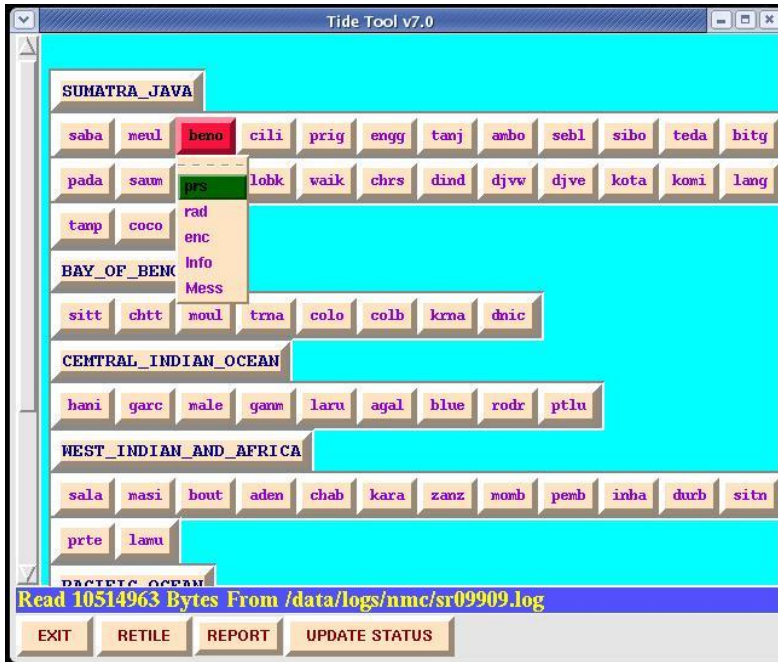 Tide Tool v7.0
SUMATRA_JAVA
saba meul beno cili prig engg tanj ambo sebl sibo teda bitg
pada saum lobk waik chrs dind djvw djve kota komi lang
prs
rad
tanp coco
enc
Info
BAY_OF_BENG
Mess
sitt chtt moul trna colo colb krna dnic
CEMTRAL_INDIAN_OCEAN
hani garc male ganm laru agal blue rodr ptlu
WEST_INDIAN_AND_AFRICA
sala masi bout aden chab kara zanz momb pemb inha durb sitn
prte lamu
PACIFIC_OCEAN
Read 10514963 Bytes From /data/logs/nmc/sr09909.log
EXIT RETILE REPORT UPDATE STATUS